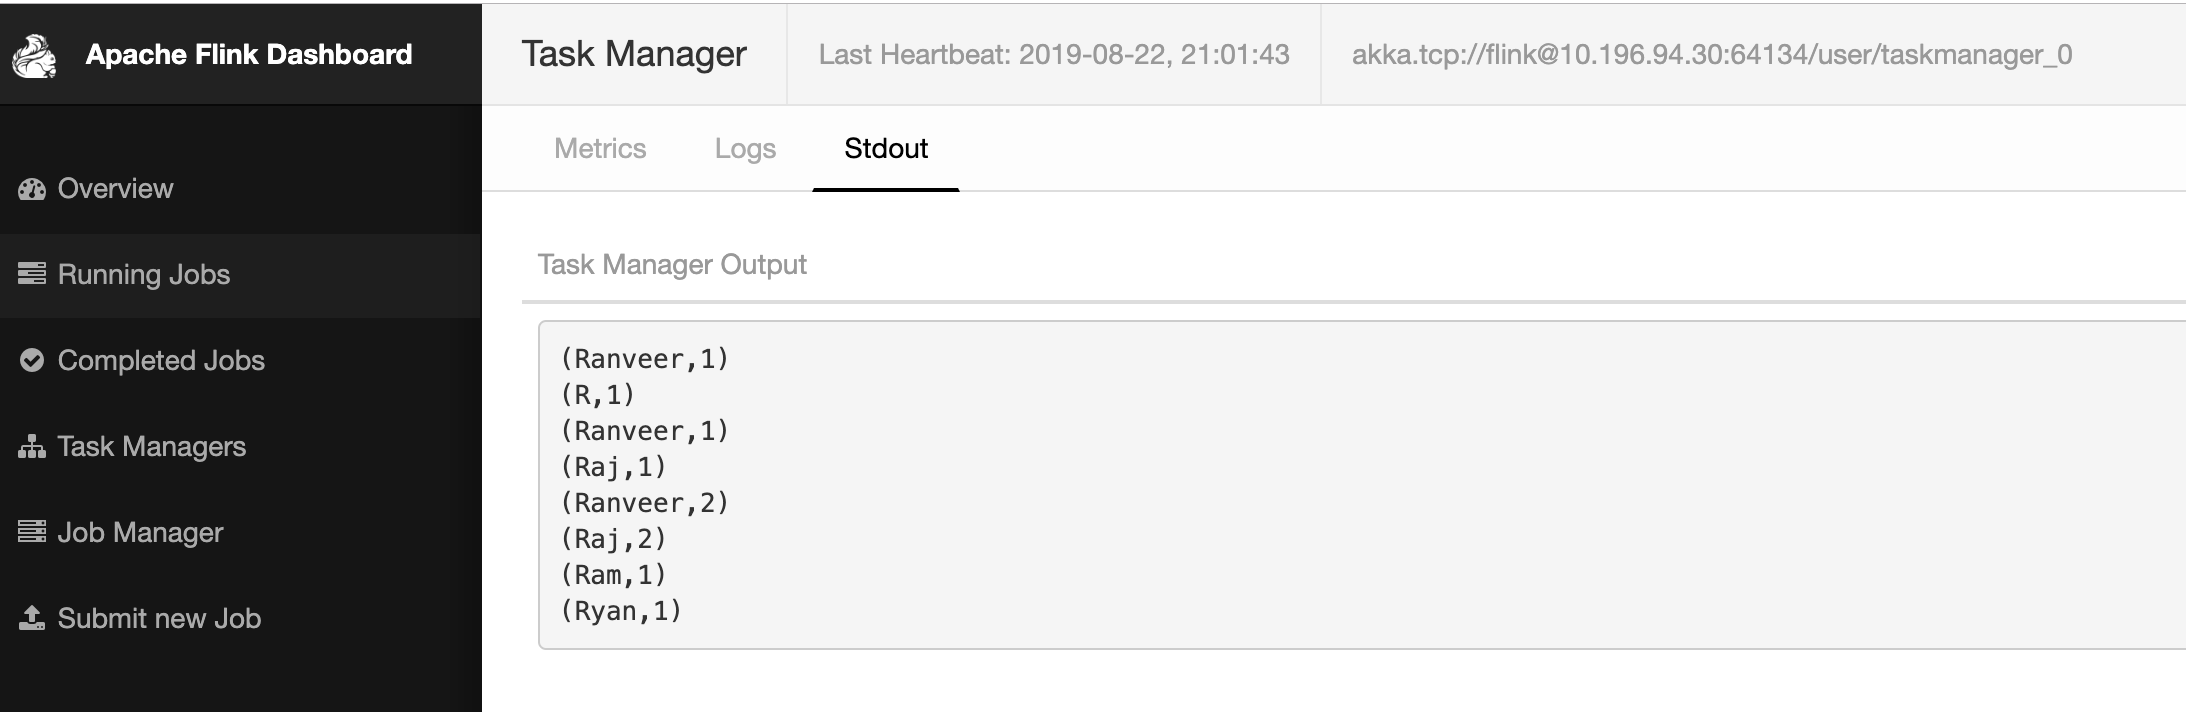 Apache Flink Dashboard
Task Manager
Last Heartbeat: 2019-08-22, 21:01:43
akka.tcp://flink@10.196.94.30:64134/user/taskmanager_0
Overview
Running Jobs
Completed Jobs
Task Managers
Job Manager
Submit new Job
Metrics
Logs
Stdout
Task Manager Output
(Ranveer,1)
(R,1)
(Ranveer,1)
(Raj,1)
(Ranveer,2)
(Raj,2)
(Ram,1)
(Ryan,1)